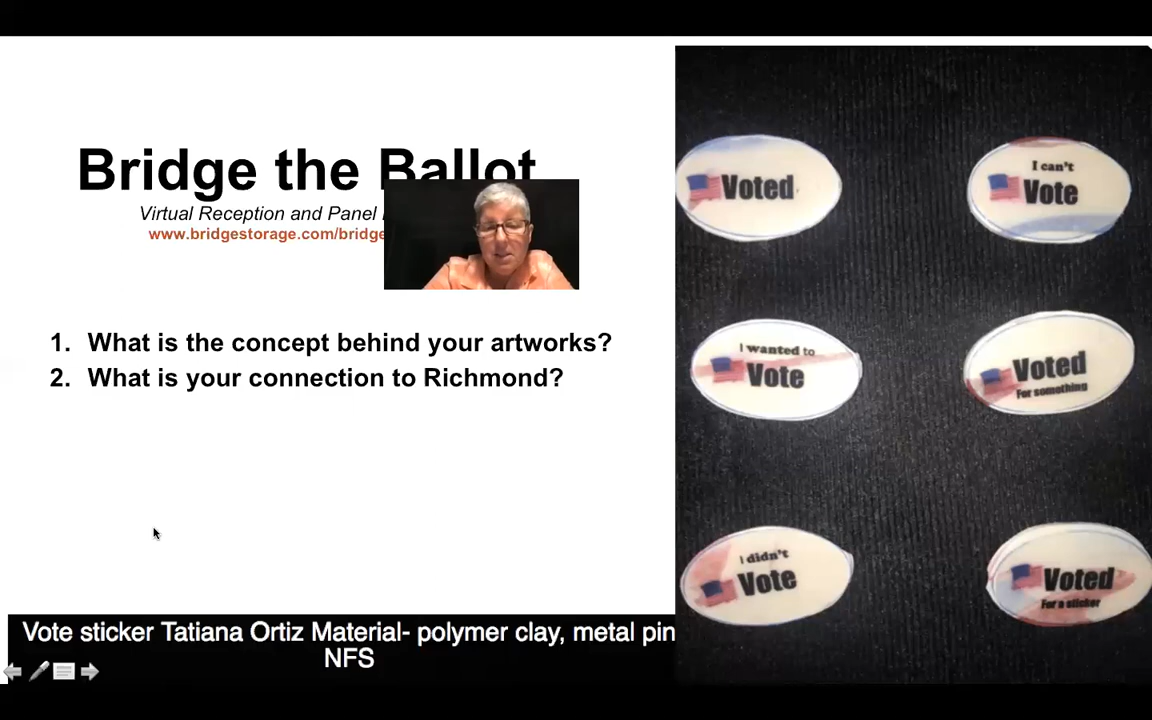 Bridge the Ballot
Virtual Reception and Panel
www.bridgestorage.com/bridge
1. What is the concept behind your artworks?
2. What is your connection to Richmond?
Voted
I can't
Vote
I wanted to
Vote
Voted
For something
I didn't
Vote
Voted
For a sticker
Vote sticker Tatiana Ortiz Material- polymer clay, metal pin
NFS